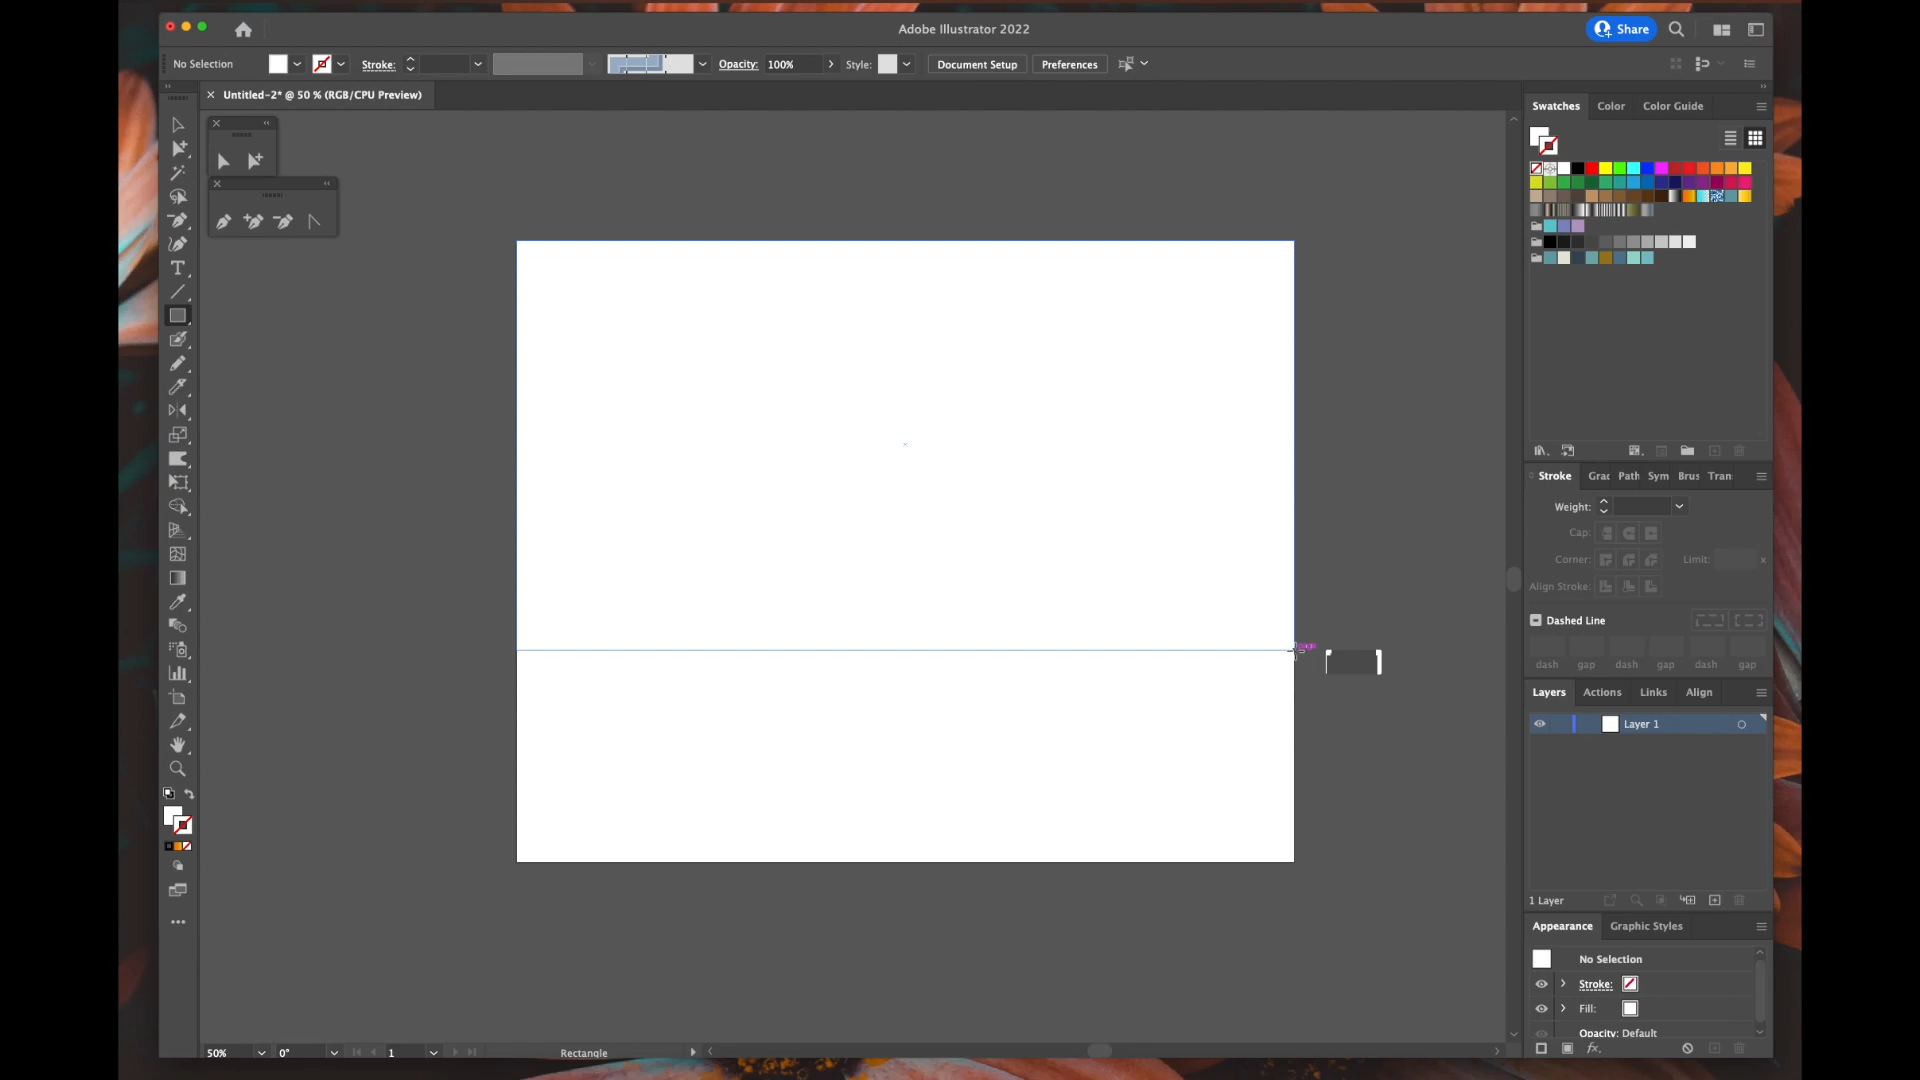 Adobe Illustrator 2022
Share
No Selection
Stroke:
Opacity:
100%
Style:
Document Setup
Preferences
× Untitled-2* @ 50 % (RGB/CPU Preview)
Swatches
Color
Color Guide
Stroke
Grac
Path
Sym
Brus
Tran
Weight:
Cap:
Corner:
Limit:
x
Align Stroke:
Dashed Line
dash
gap
dash
gap
dash
gap
Layers
Actions
Links
Align
Layer 1
1 Layer
Appearance
Graphic Styles
No Selection
Stroke:
Fill:
Opacity: Default
fx.
50%
0°
1
Rectangle